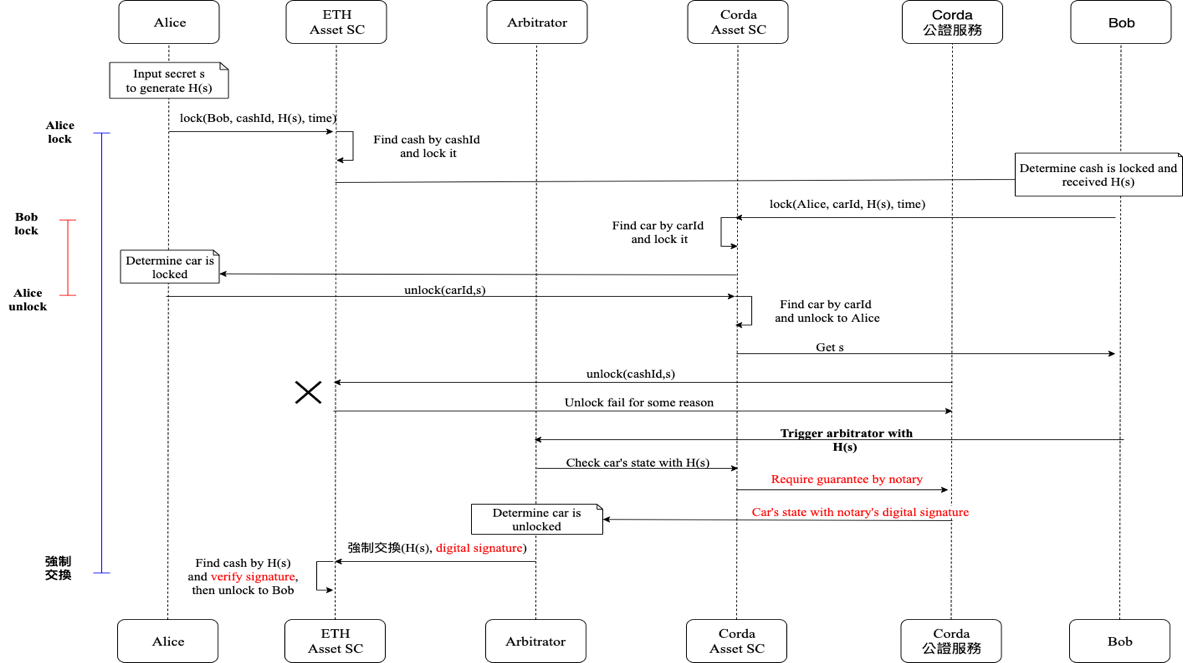 Alice
ETH
Asset SC
Arbitrator
Corda
Asset SC
Corda
公證服務
Bob
Input secret s
to generate H(s)
lock(Bob, cashId, H(s), time)
Alice
lock
Find cash by cashId
and lock it
Determine cash is locked and
received H(s)
lock(Alice, carId, H(s), time)
Bob
lock
Find car by carId
and lock it
Determine car is
locked
unlock(carId,s)
Alice
unlock
Find car by carId
and unlock to Alice
Get s
unlock(cashId,s)
Unlock fail for some reason
Trigger arbitrator with
H(s)
Check car's state with H(s)
Require guarantee by notary
Determine car is
unlocked
Car's state with notary's digital signature
強制交換(H(s), digital signature)
強制
交換
Find cash by H(s)
and verify signature,
then unlock to Bob
Alice
ETH
Asset SC
Arbitrator
Corda
Asset SC
Corda
公證服務
Bob